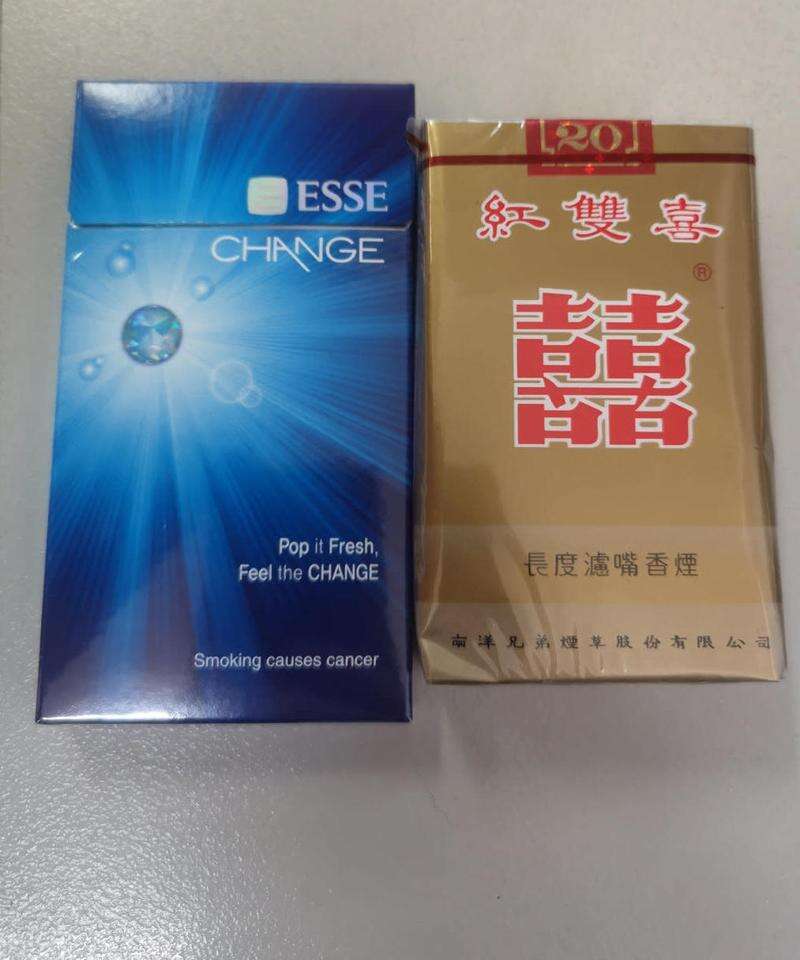 ESSE
CHANGE
Pop it Fresh,
Feel the CHANGE
Smoking causes cancer
20
紅雙喜
®
囍
長度濾嘴香煙
南洋兄弟煙草股份有限公司